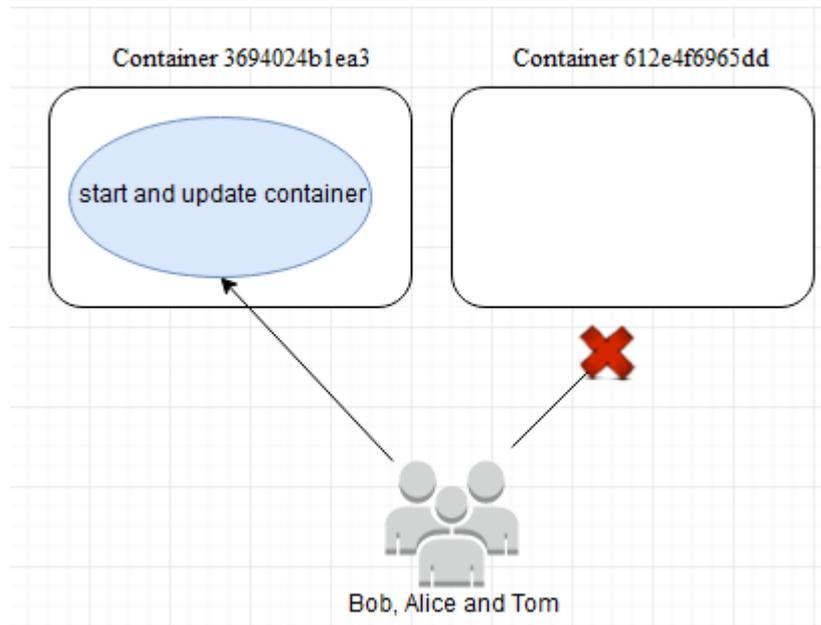 Container 3694024b1ea3
Container 612e4f6965dd
start and update container
Bob, Alice and Tom